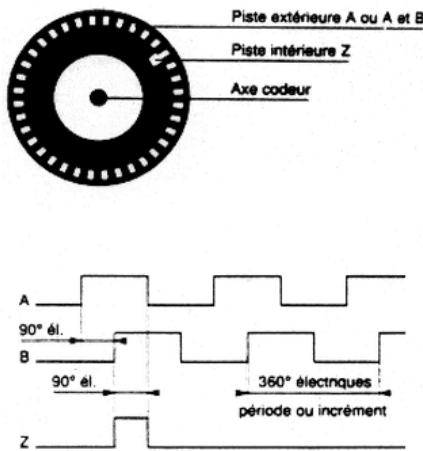 Piste extérieure A ou A et B
Piste intérieure Z
Axe codeur
A
90° él.
B
90° él.
360° électriques
période ou incrément
Z